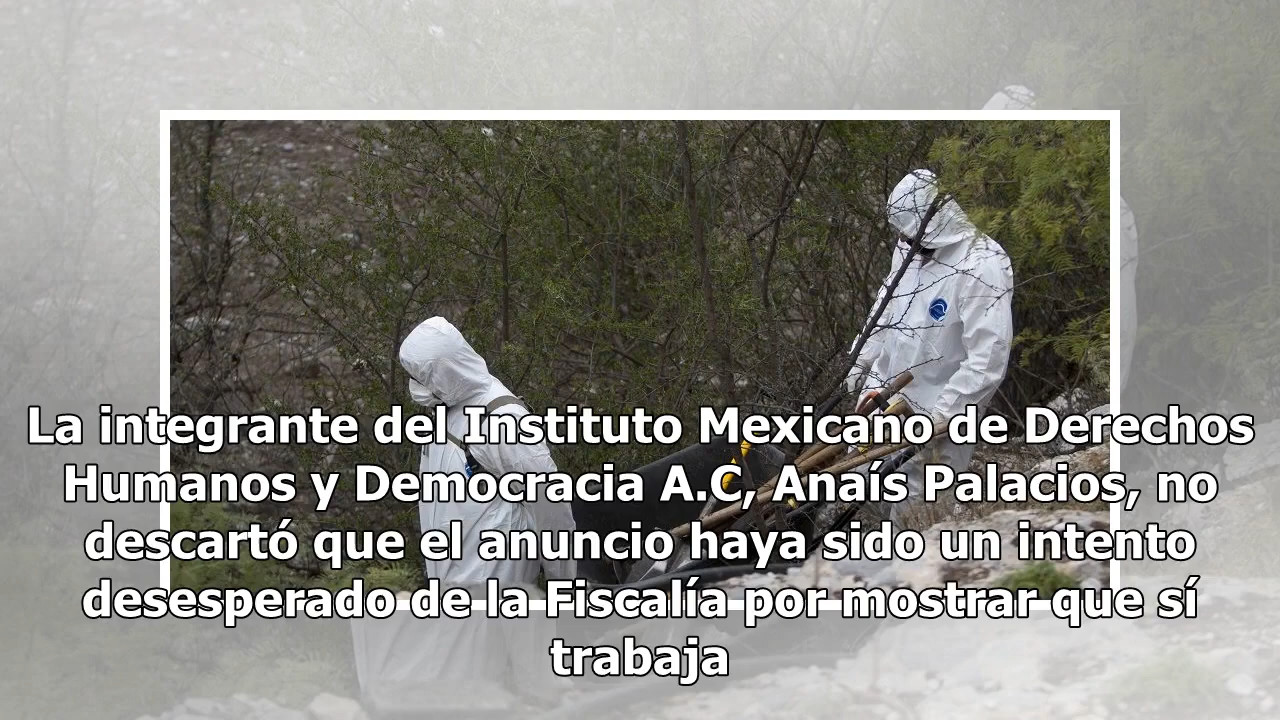 La integrante del Instituto Mexicano de Derechos
Humanos y Democracia A.C, Anaís Palacios, no
descartó que el anuncio haya sido un intento
desesperado de la Fiscalía por mostrar que sí
trabaja